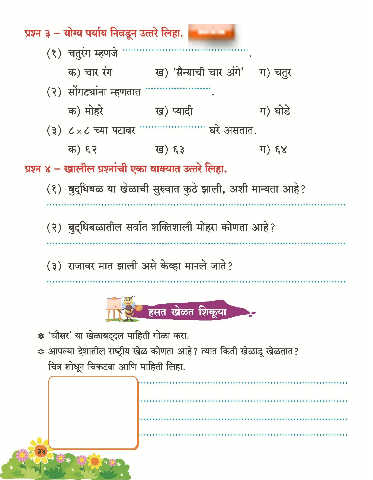 प्रश्न ३ – योग्य पर्याय निवडून उत्तरे लिहा.
(१) चतुरंग म्हणजे ............................ .
क) चार रंग ख) 'सैन्याची चार अंगे' ग) चतुर
(२) सोंगट्यांना म्हणतात .................... .
क) मोहरे ख) प्यादी ग) घोडे
(३) ८×८ च्या पटावर .................... घरे असतात.
क) ६२ ख) ६३ ग) ६४
प्रश्न ४ – खालील प्रश्नांची एका वाक्यात उत्तरे लिहा.
(१) बुद्धिबळ या खेळाची सुरुवात कुठे झाली, अशी मान्यता आहे?
(२) बुद्धिबळातील सर्वात शक्तिशाली मोहरा कोणता आहे?
(३) राजावर मात झाली असे केव्हा मानले जाते?
हसत खेळत शिकूया
'चौसर' या खेळाबद्दल माहिती गोळा करा.
आपल्या देशातील राष्ट्रीय खेळ कोणता आहे? त्यात किती खेळाडू खेळतात?
चित्र शोधून चिकटवा आणि माहिती लिहा.